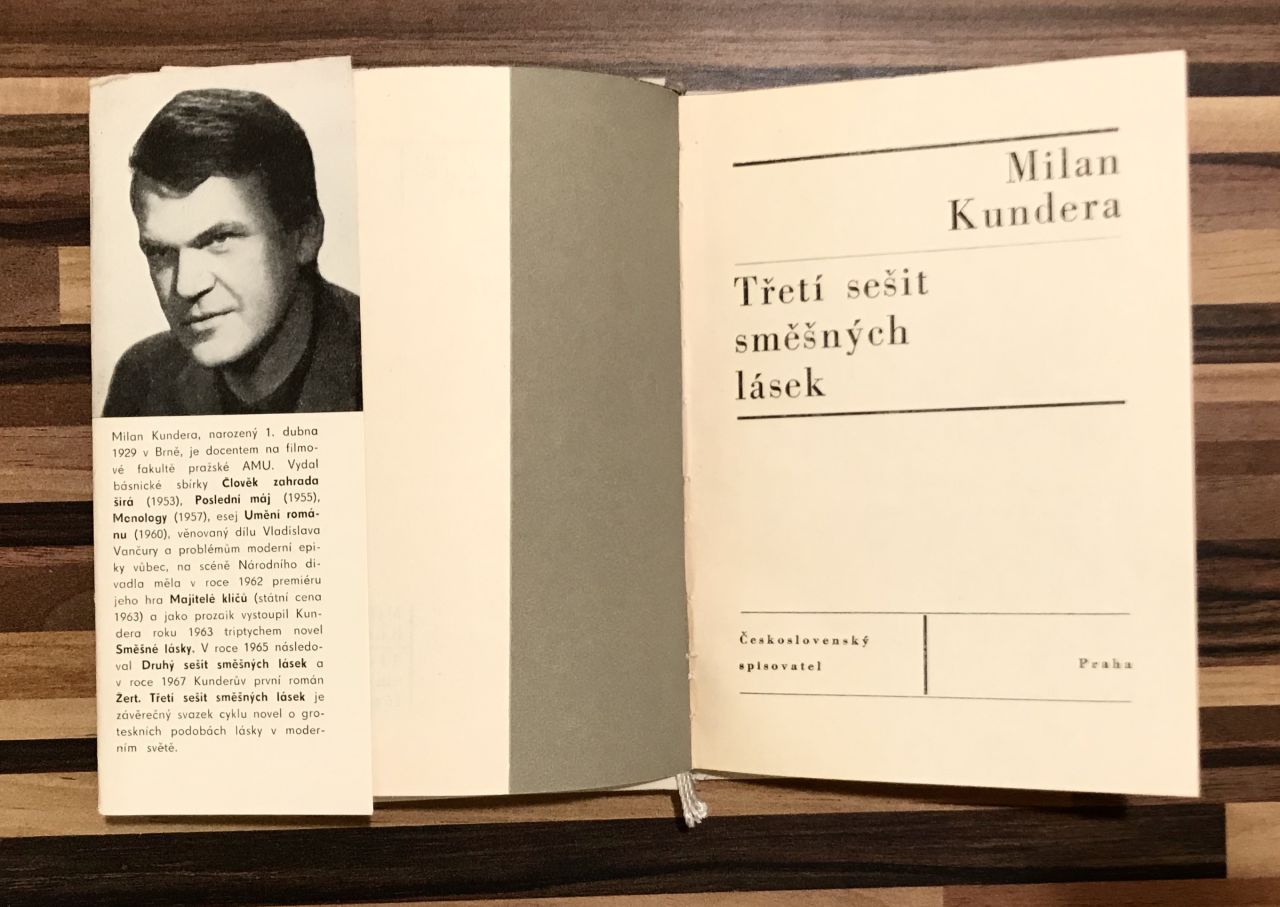 Milan Kundera, narozený 1. dubna
1929 v Brně, je docentem na filmo-
vé fakultě pražské AMU. Vydal
básnické sbírky Člověk zahrada
širá (1953), Poslední máj (1955),
Monology (1957), esej Umění romá-
nu (1960), věnovaný dílu Vladislava
Vančury a problémům moderní epi-
ky vůbec, na scéně Národního di-
vadla měla v roce 1962 premiéru
jeho hra Majitelé klíčů (státní cena
1963) a jako prozaik vystoupil Kun-
dera roku 1963 triptychem novel
Směšné lásky. V roce 1965 následo-
val Druhý sešit směšných lásek a
v roce 1967 Kunderův první román
Žert. Třetí sešit směšných lásek je
závěrečný svazek cyklu novel o gro-
teskních podobách lásky v moder-
ním světě.
Milan
Kundera
Třetí sešit
směšných
lásek
Československý
spisovatel
Praha